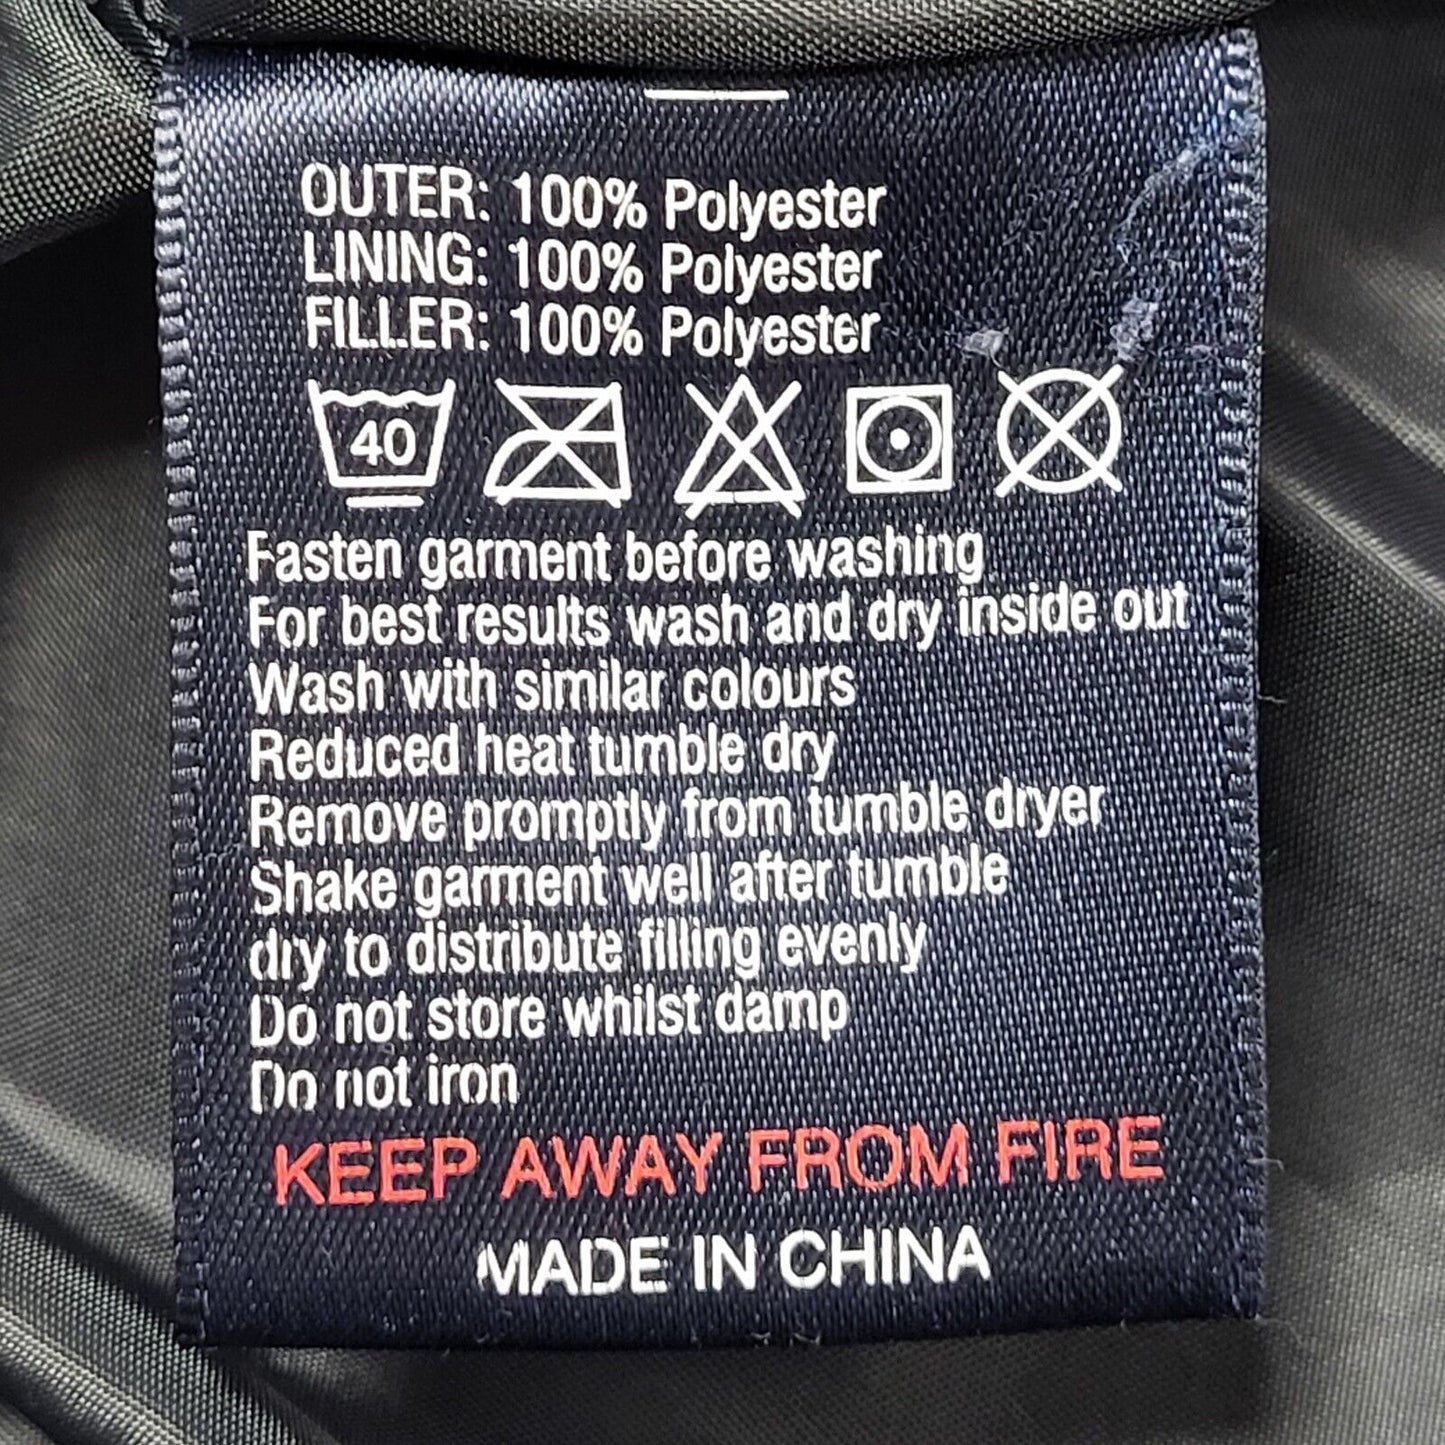 OUTER: 100% Polyester
LINING: 100% Polyester
FILLER: 100% Polyester
40
Fasten garment before washing
For best results wash and dry inside out
Wash with similar colours
Reduced heat tumble dry
Remove promptly from tumble dryer
Shake garment well after tumble
dry to distribute filling evenly
Do not store whilst damp
Do not iron
KEEP AWAY FROM FIRE
MADE IN CHINA